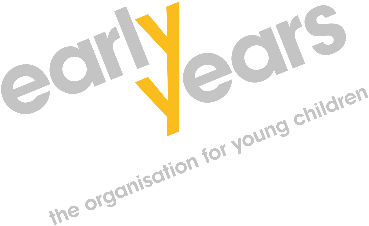 early
years
the organisation for young children